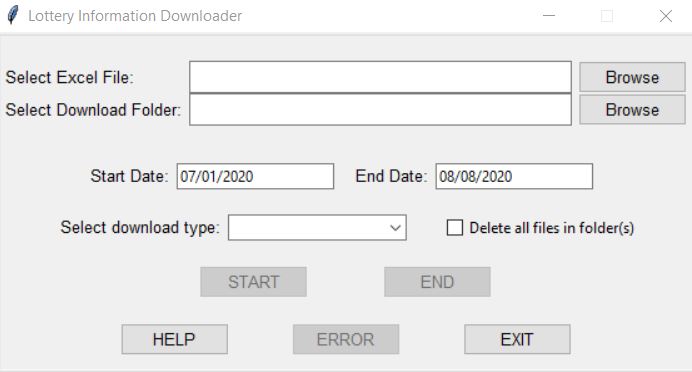 Lottery Information Downloader
Select Excel File: Browse
Select Download Folder: Browse
Start Date: 07/01/2020 End Date: 08/08/2020
Select download type: Delete all files in folder(s)
START END
HELP ERROR EXIT